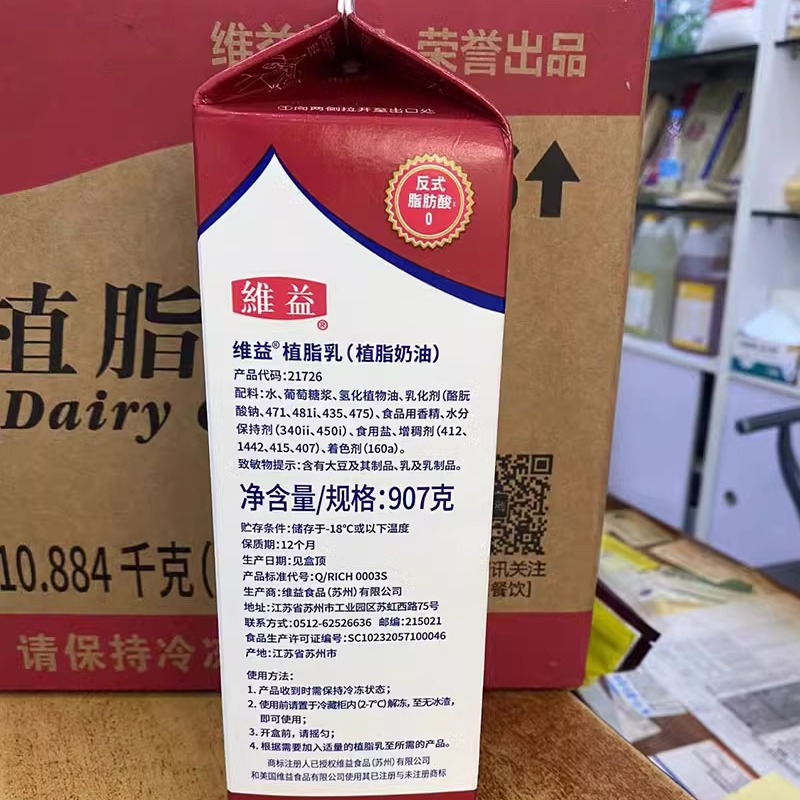 维益
荣誉出品
①向两侧拉开至出口处
反式
脂肪酸:
0
維益®
植脂
Dairy
维益®植脂乳(植脂奶油)
产品代码:21726
配料:水、葡萄糖浆、氢化植物油、乳化剂(酪朊
酸钠、471、481i、435、475)、食品用香精、水分
保持剂(340ii、450i)、食用盐、增稠剂(412、
1442、415、407)、着色剂(160a)。
致敏物提示:含有大豆及其制品、乳及乳制品。
净含量/规格:907克
贮存条件:储存于-18℃或以下温度
保质期:12个月
生产日期:见盒顶
产品标准代号:Q/RICH 0003S
生产商:维益食品(苏州)有限公司
地址:江苏省苏州市工业园区苏虹西路75号
联系方式:0512-62526636 邮编:215021
食品生产许可证编号:SC10232057100046
产地:江苏省苏州市
使用方法:
1. 产品收到时需保持冷冻状态;
2. 使用前请置于冷藏柜内(2-7℃)解冻,至无冰渣,
即可使用;
3. 开盒前,请摇匀;
4. 根据需要加入适量的植脂乳至所需的产品。
商标注册人已授权维益食品(苏州)有限公司
和美国维益食品有限公司使用其已注册与未注册商标
10.884千克(
讯关注
餐饮]
请保持冷冻